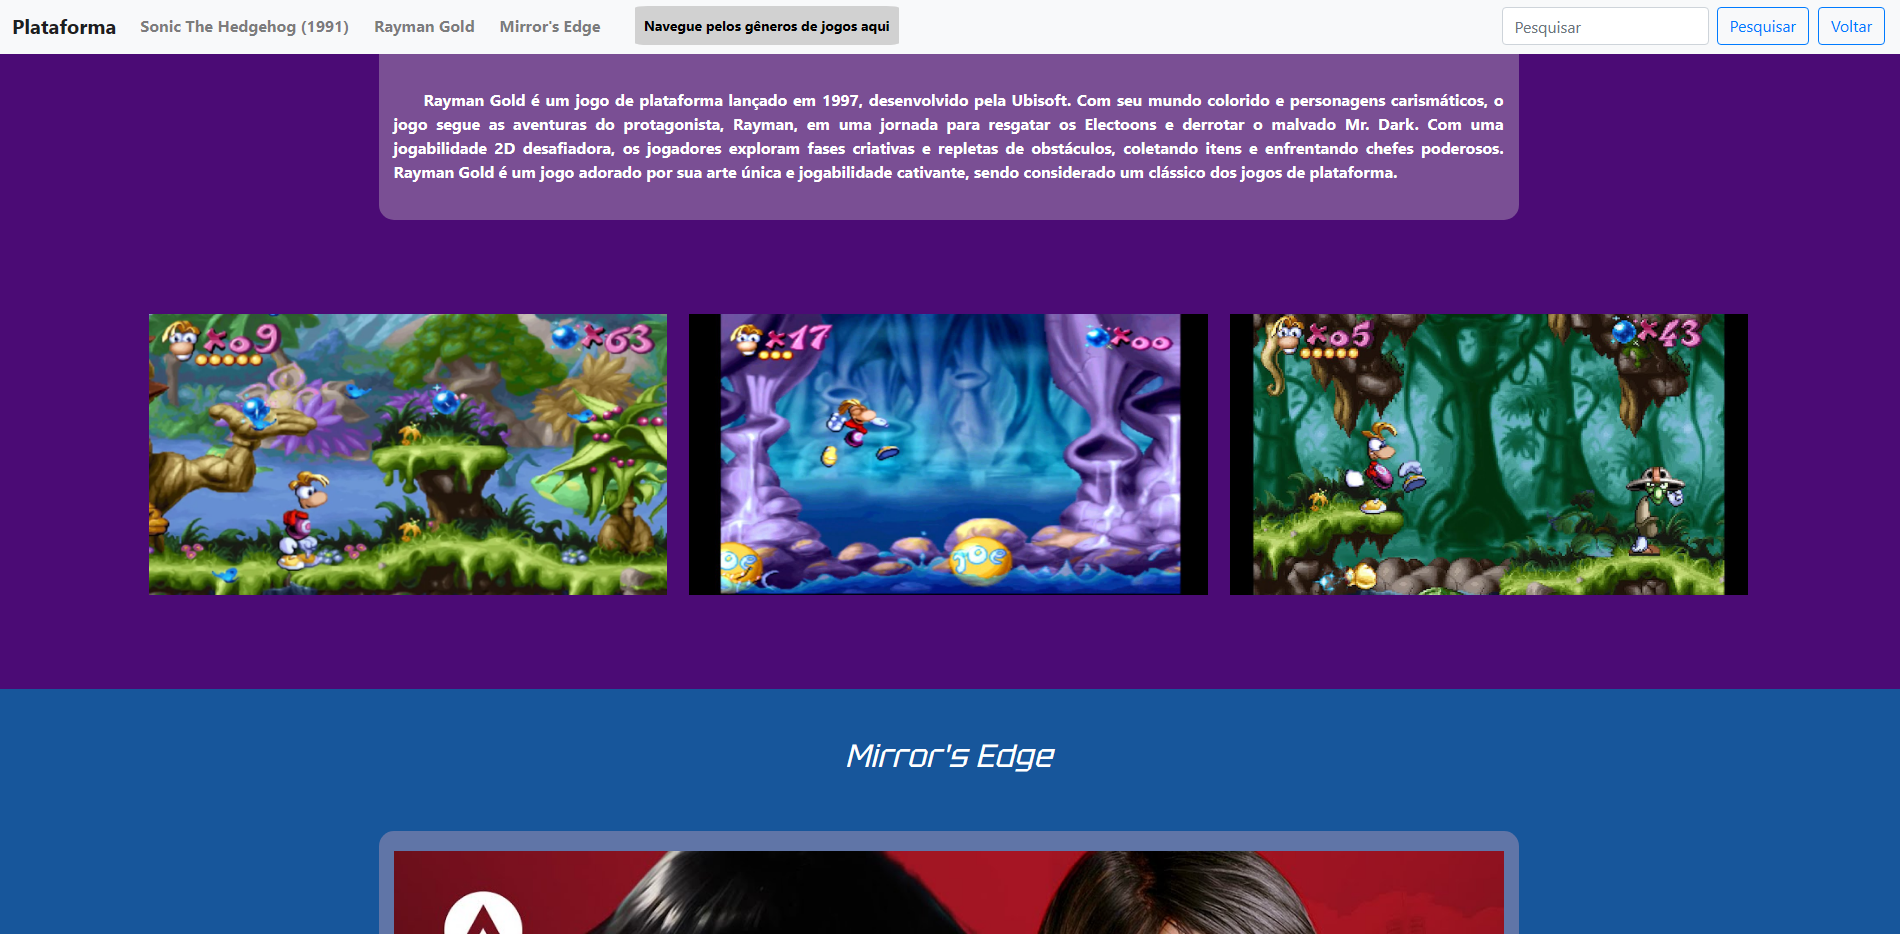 Plataforma Sonic The Hedgehog (1991) Rayman Gold Mirror's Edge Navegue pelos gêneros de jogos aqui Pesquisar Pesquisar Voltar
Rayman Gold é um jogo de plataforma lançado em 1997, desenvolvido pela Ubisoft. Com seu mundo colorido e personagens carismáticos, o
jogo segue as aventuras do protagonista, Rayman, em uma jornada para resgatar os Electoons e derrotar o malvado Mr. Dark. Com uma
jogabilidade 2D desafiadora, os jogadores exploram fases criativas e repletas de obstáculos, coletando itens e enfrentando chefes poderosos.
Rayman Gold é um jogo adorado por sua arte única e jogabilidade cativante, sendo considerado um clássico dos jogos de plataforma.
×09 ×63
×17 ×00
×05 ×43
joe
Mirror's Edge